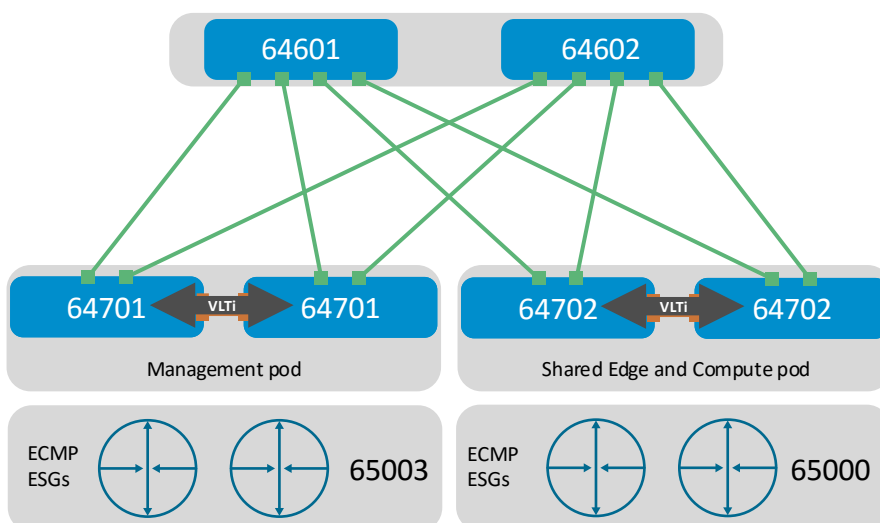 64601
64602
64701
VLTi
64701
64702
VLTi
64702
Management pod
Shared Edge and Compute pod
ECMP
ESGs
65003
ECMP
ESGs
65000